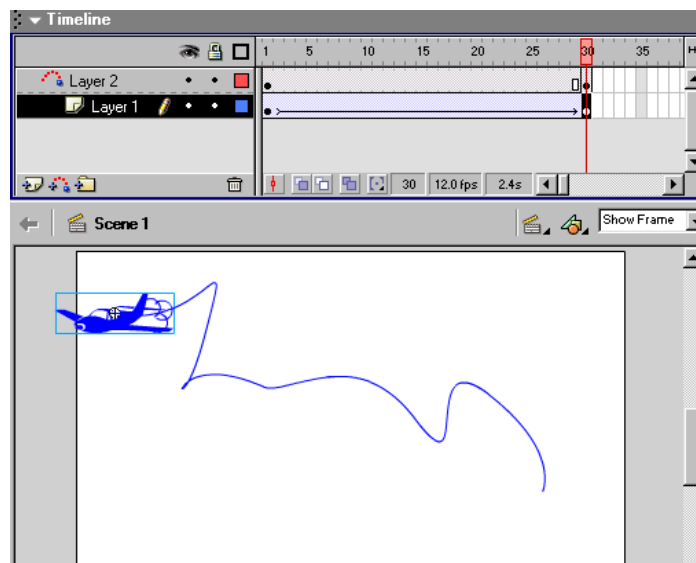 Timeline
1 5 10 15 20 25 30 35
Layer 2
Layer 1
30 12.0 fps 2.4s
Scene 1
Show Frame